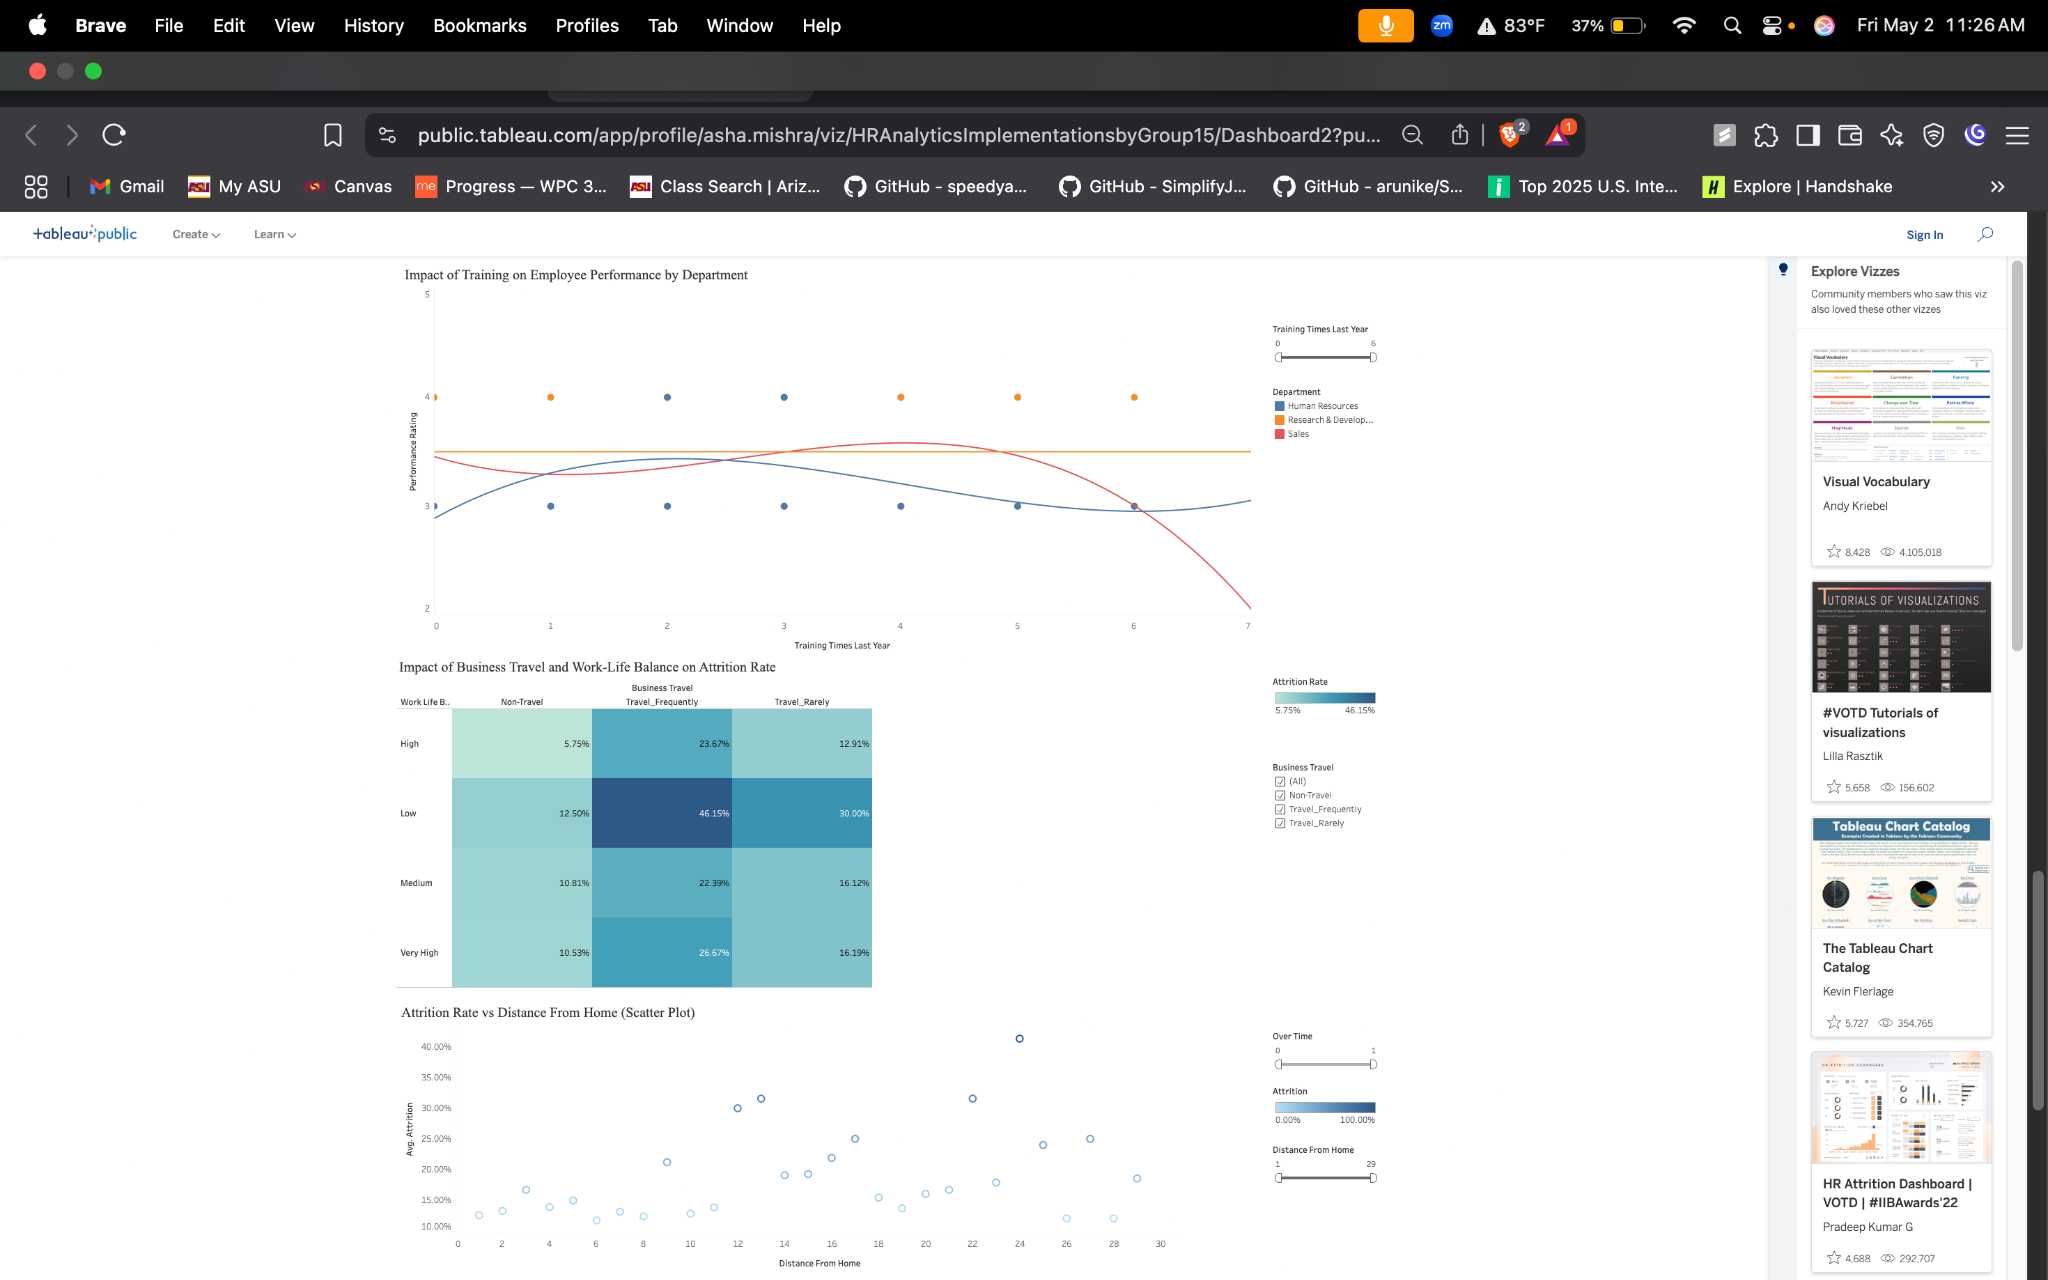 Brave File Edit View History Bookmarks Profiles Tab Window Help zm 83°F 37% Fri May 2 11:26 AM
public.tableau.com/app/profile/asha.mishra/viz/HRAnalyticsImplementationsbyGroup15/Dashboard2?pu... 2 1
Gmail My ASU Canvas me Progress — WPC 3... ASU Class Search | Ariz... GitHub - speedya... GitHub - SimplifyJ... GitHub - arunike/S... Top 2025 U.S. Inte... Explore | Handshake »
+ableau public Create Learn Sign In
Impact of Training on Employee Performance by Department
5
4
3
2
Performance Rating
0 1 2 3 4 5 6 7
Training Times Last Year
Training Times Last Year
0 6
Department
Human Resources
Research & Develop...
Sales
Impact of Business Travel and Work-Life Balance on Attrition Rate
Business Travel
Work Life B.. Non-Travel Travel_Frequently Travel_Rarely
High 5.75% 23.67% 12.91%
Low 12.50% 46.15% 30.00%
Medium 10.81% 22.39% 16.12%
Very High 10.53% 26.67% 16.19%
Attrition Rate
5.75% 46.15%
Business Travel
(All)
Non-Travel
Travel_Frequently
Travel_Rarely
Attrition Rate vs Distance From Home (Scatter Plot)
40.00%
35.00%
30.00%
25.00%
20.00%
15.00%
10.00%
Avg. Attrition
0 2 4 6 8 10 12 14 16 18 20 22 24 26 28 30
Distance From Home
Over Time
0 1
Attrition
0.00% 100.00%
Distance From Home
1 29
Explore Vizzes
Community members who saw this viz
also loved these other vizzes
Visual Vocabulary
Andy Kriebel
8,428 4,105,018
TUTORIALS OF VISUALIZATIONS
#VOTD Tutorials of
visualizations
Lilla Rasztik
5,658 156,602
Tableau Chart Catalog
The Tableau Chart
Catalog
Kevin Flerlage
5,727 354,765
HR ATTRITION DASHBOARD
HR Attrition Dashboard |
VOTD | #IIBAwards'22
Pradeep Kumar G
4,688 292,707